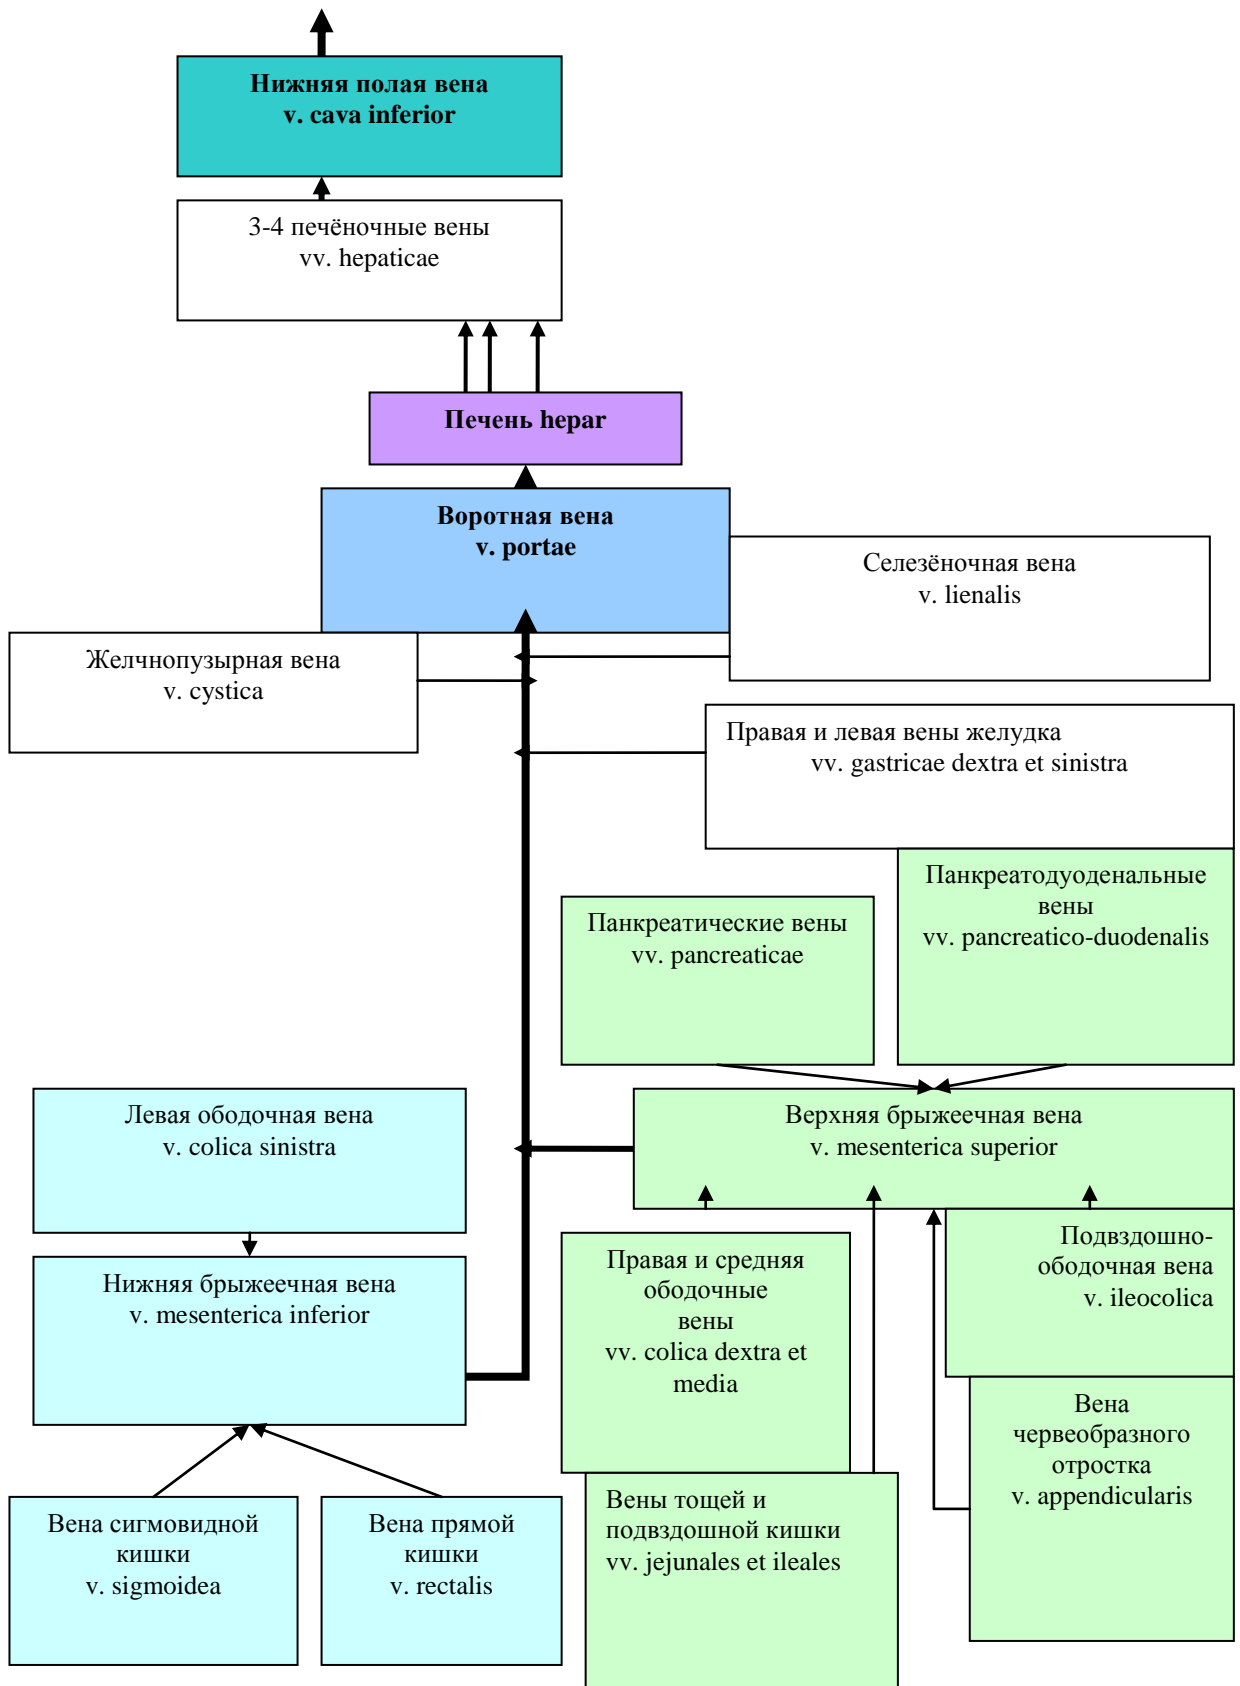 Нижняя полая вена
v. cava inferior
3-4 печёночные вены
vv. hepaticae
Печень hepar
Воротная вена
v. portae
Селезёночная вена
v. lienalis
Желчнопузырная вена
v. cystica
Правая и левая вены желудка
vv. gastricae dextra et sinistra
Панкреатодуоденальные
вены
vv. pancreatico-duodenalis
Панкреатические вены
vv. pancreaticae
Левая ободочная вена
v. colica sinistra
Верхняя брыжеечная вена
v. mesenterica superior
Нижняя брыжеечная вена
v. mesenterica inferior
Правая и средняя
ободочные
вены
vv. colica dextra et
media
Подвздошно-
ободочная вена
v. ileocolica
Вена
червеобразного
отростка
v. appendicularis
Вена сигмовидной
кишки
v. sigmoidea
Вена прямой
кишки
v. rectalis
Вены тощей и
подвздошной кишки
vv. jejunales et ileales